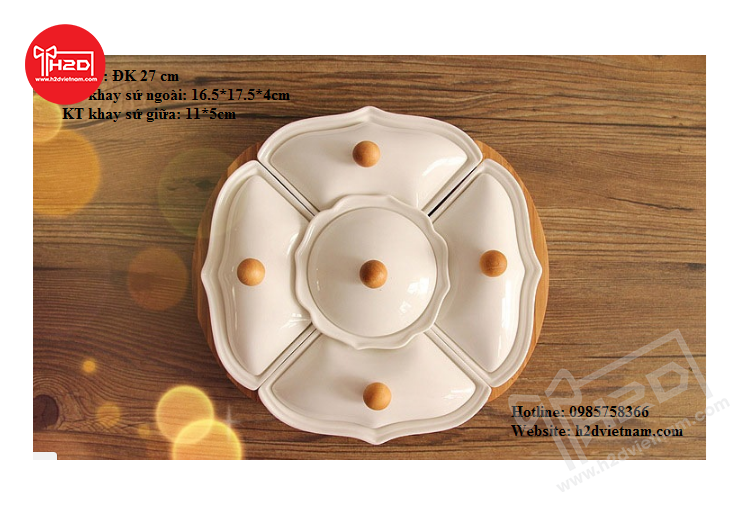 H2D
www.h2dvietnam.com
: ĐK 27 cm
khay sứ ngoài: 16.5*17.5*4cm
KT khay sứ giữa: 11*5cm
Hotline: 0985758366
Website: h2dvietnam.com
H2D
www.h2dvietnam.com